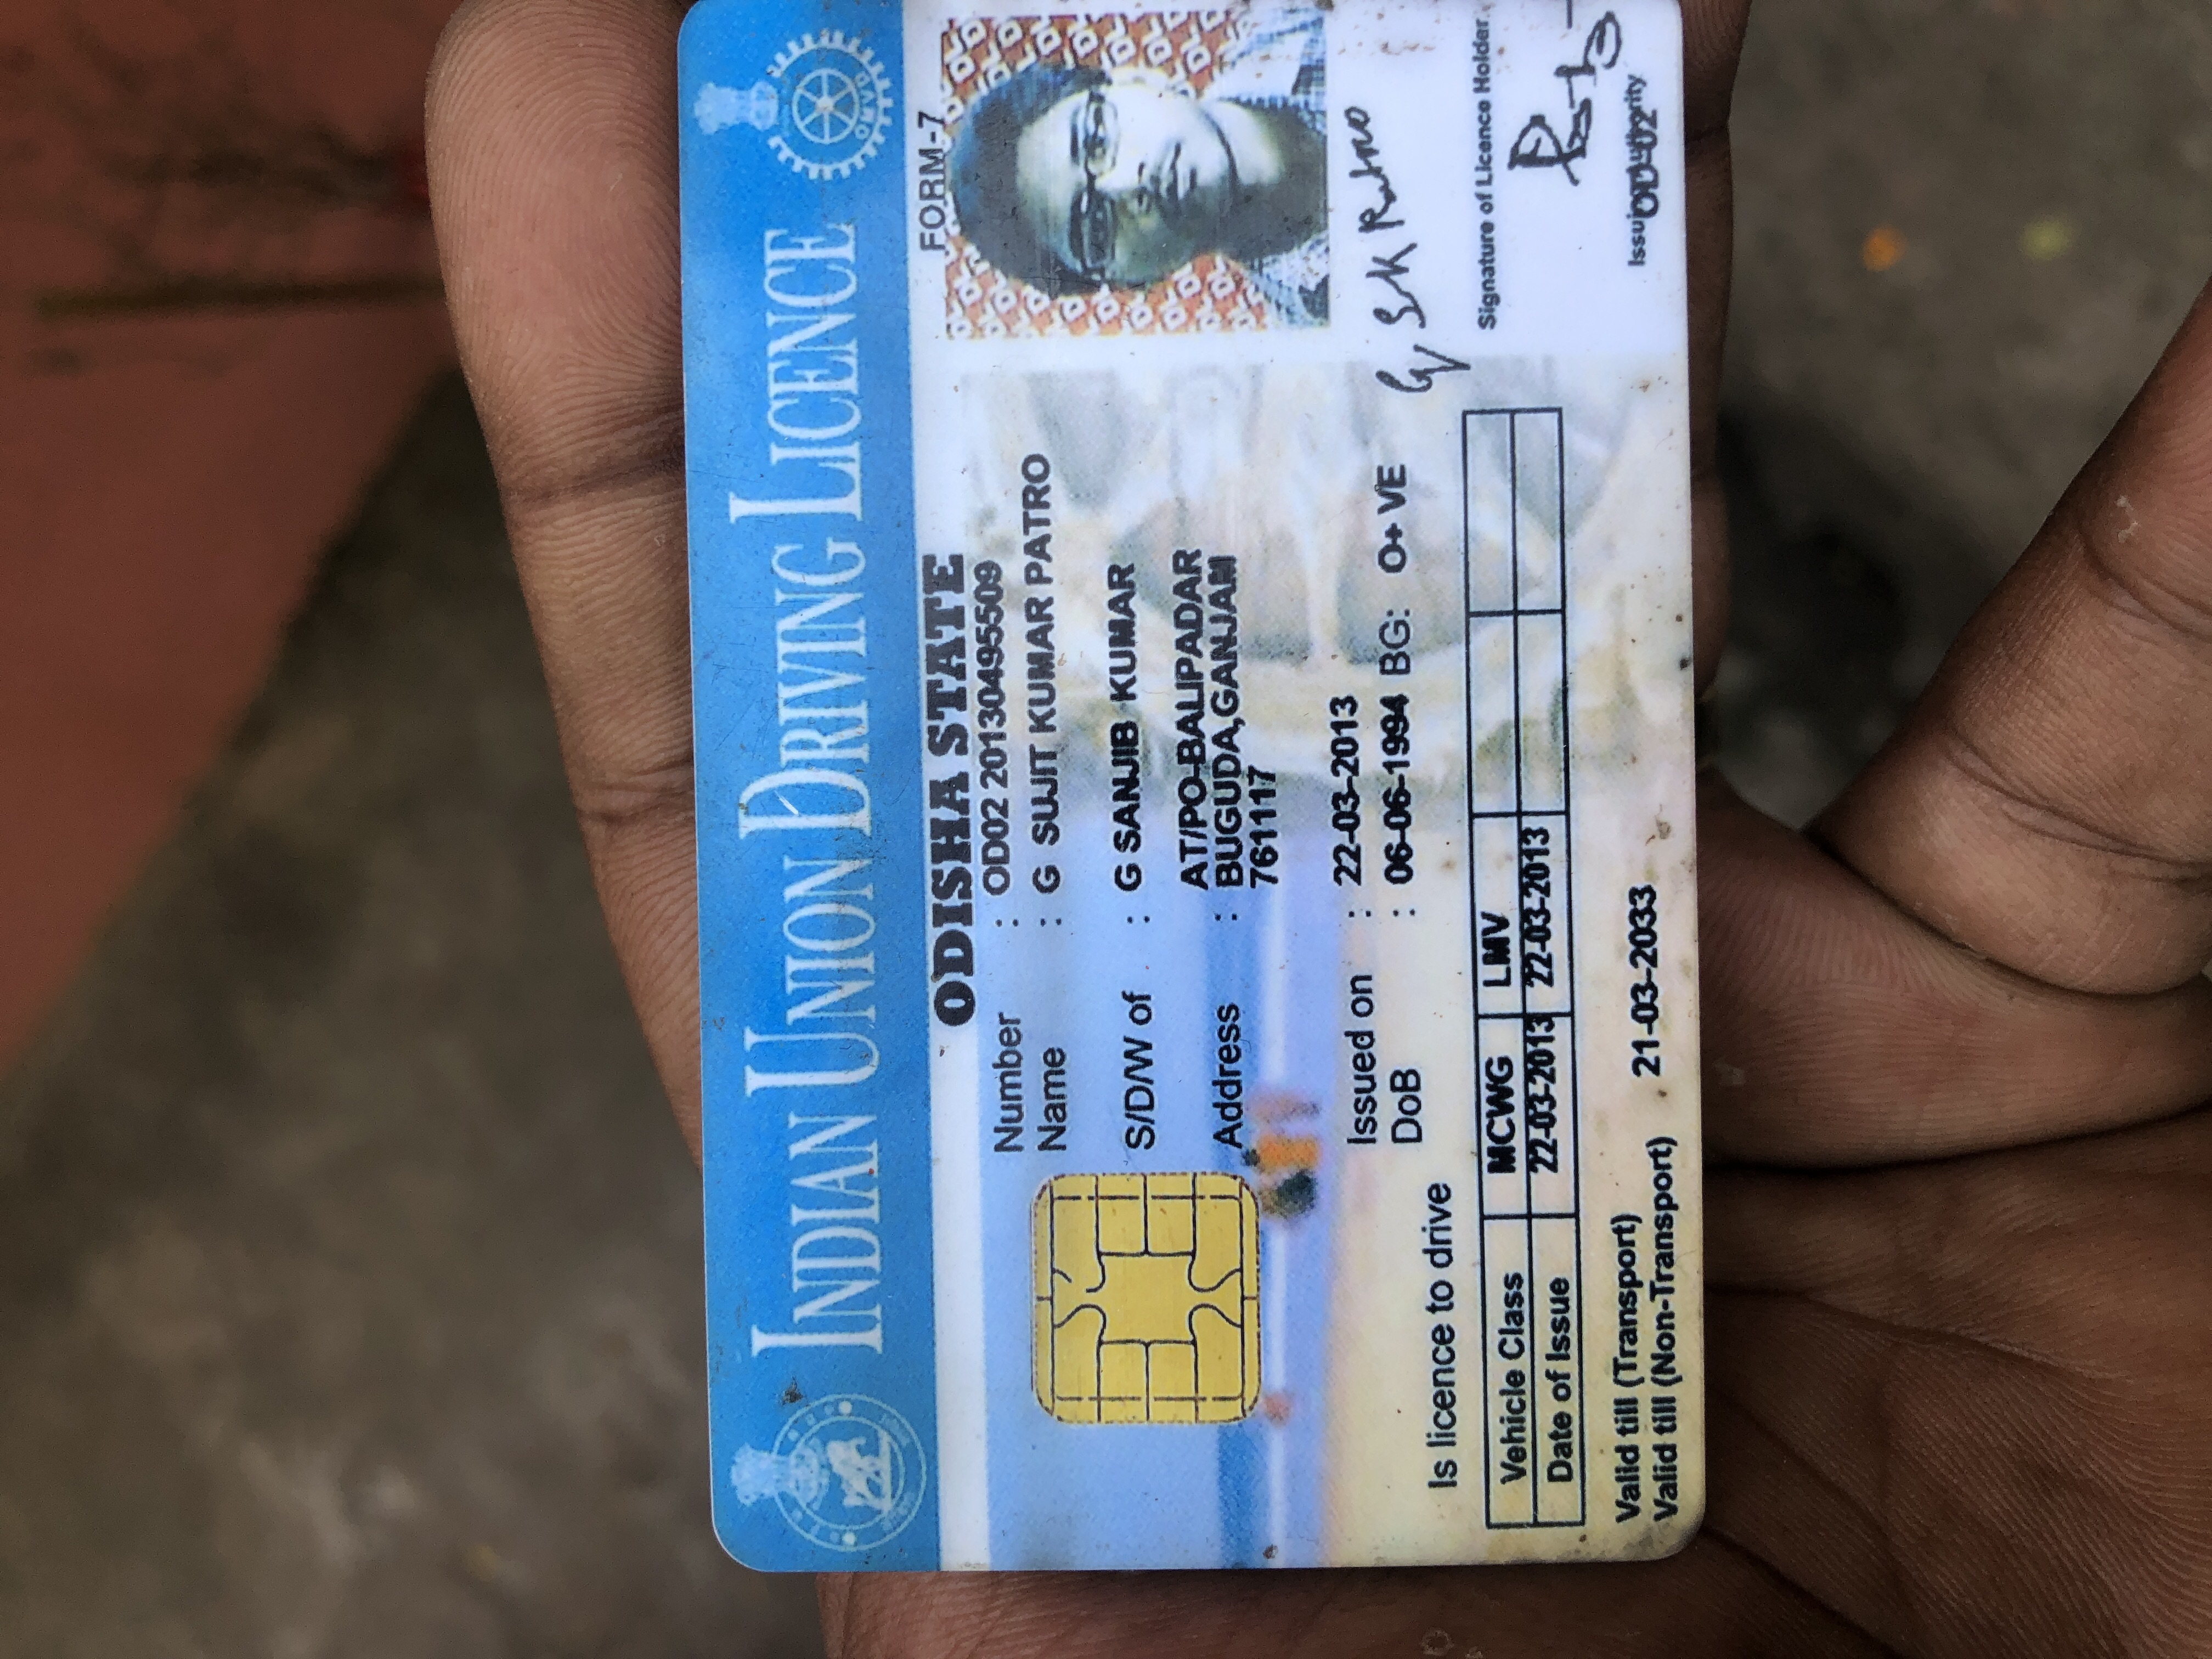 INDIAN UNION DRIVING LICENCE
OMVD
ODISHA STATE
FORM-7
Number : OD02 20130495509
Name : G SUJIT KUMAR PATRO
S/D/W of : G SANJIB KUMAR
Address : AT/PO-BALIPADAR
BUGUDA,GANJAM
761117
Issued on : 22-03-2013
DoB : 06-06-1994 BG: O+ VE
G S K Patro
Is licence to drive
Signature of Licence Holder
Vehicle Class MCWG LMV
Date of Issue 22-03-2013 22-03-2013
Valid till (Transport)
Valid till (Non-Transport) 21-03-2033
Issuing Authority
OD-02